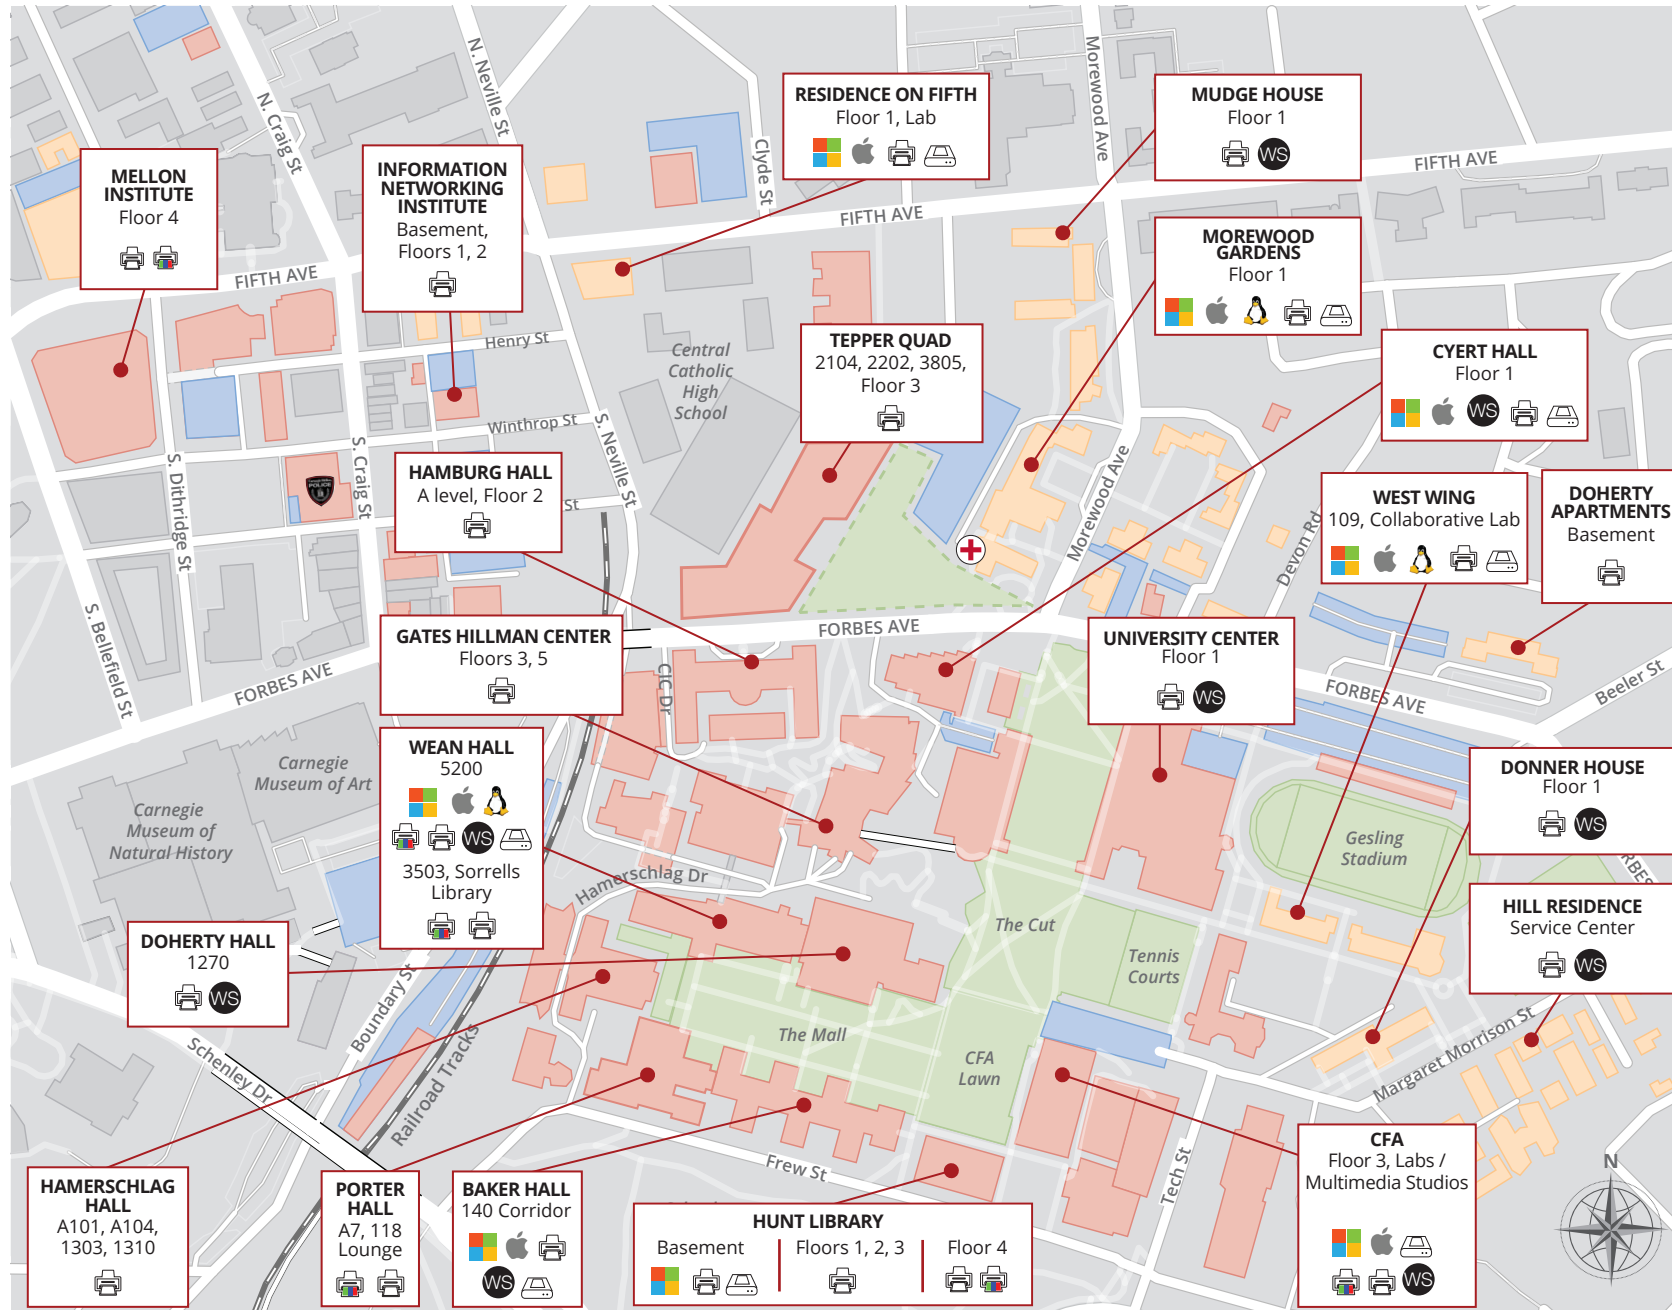 N. Craig St
N. Neville St
Clyde St
Morewood Ave
FIFTH AVE
RESIDENCE ON FIFTH
Floor 1, Lab
MUDGE HOUSE
Floor 1
WS
MELLON
INSTITUTE
Floor 4
INFORMATION
NETWORKING
INSTITUTE
Basement,
Floors 1, 2
FIFTH AVE
FIFTH AVE
MOREWOOD
GARDENS
Floor 1
Henry St
Central
Catholic
High
School
TEPPER QUAD
2104, 2202, 3805,
Floor 3
CYERT HALL
Floor 1
WS
Winthrop St
S. Neville St
S. Craig St
S. Dithridge St
POLICE
HAMBURG HALL
A level, Floor 2
St
Morewood Ave
Devon Rd
WEST WING
109, Collaborative Lab
DOHERTY
APARTMENTS
Basement
S. Bellefield St
FORBES AVE
GATES HILLMAN CENTER
Floors 3, 5
CIC Dr
FORBES AVE
UNIVERSITY CENTER
Floor 1
WS
FORBES AVE
Beeler St
WEAN HALL
5200
WS
3503, Sorrells
Library
Carnegie
Museum of Art
Carnegie
Museum of
Natural History
Hamerschlag Dr
Gesling
Stadium
DONNER HOUSE
Floor 1
WS
HILL RESIDENCE
Service Center
WS
DOHERTY HALL
1270
WS
The Cut
Tennis
Courts
The Mall
CFA
Lawn
Boundary St
Railroad Tracks
Schenley Dr
Margaret Morrison St
Frew St
Tech St
HAMERSCHLAG
HALL
A101, A104,
1303, 1310
PORTER
HALL
A7, 118
Lounge
BAKER HALL
140 Corridor
WS
HUNT LIBRARY
Basement
Floors 1, 2, 3
Floor 4
CFA
Floor 3, Labs /
Multimedia Studios
WS
N